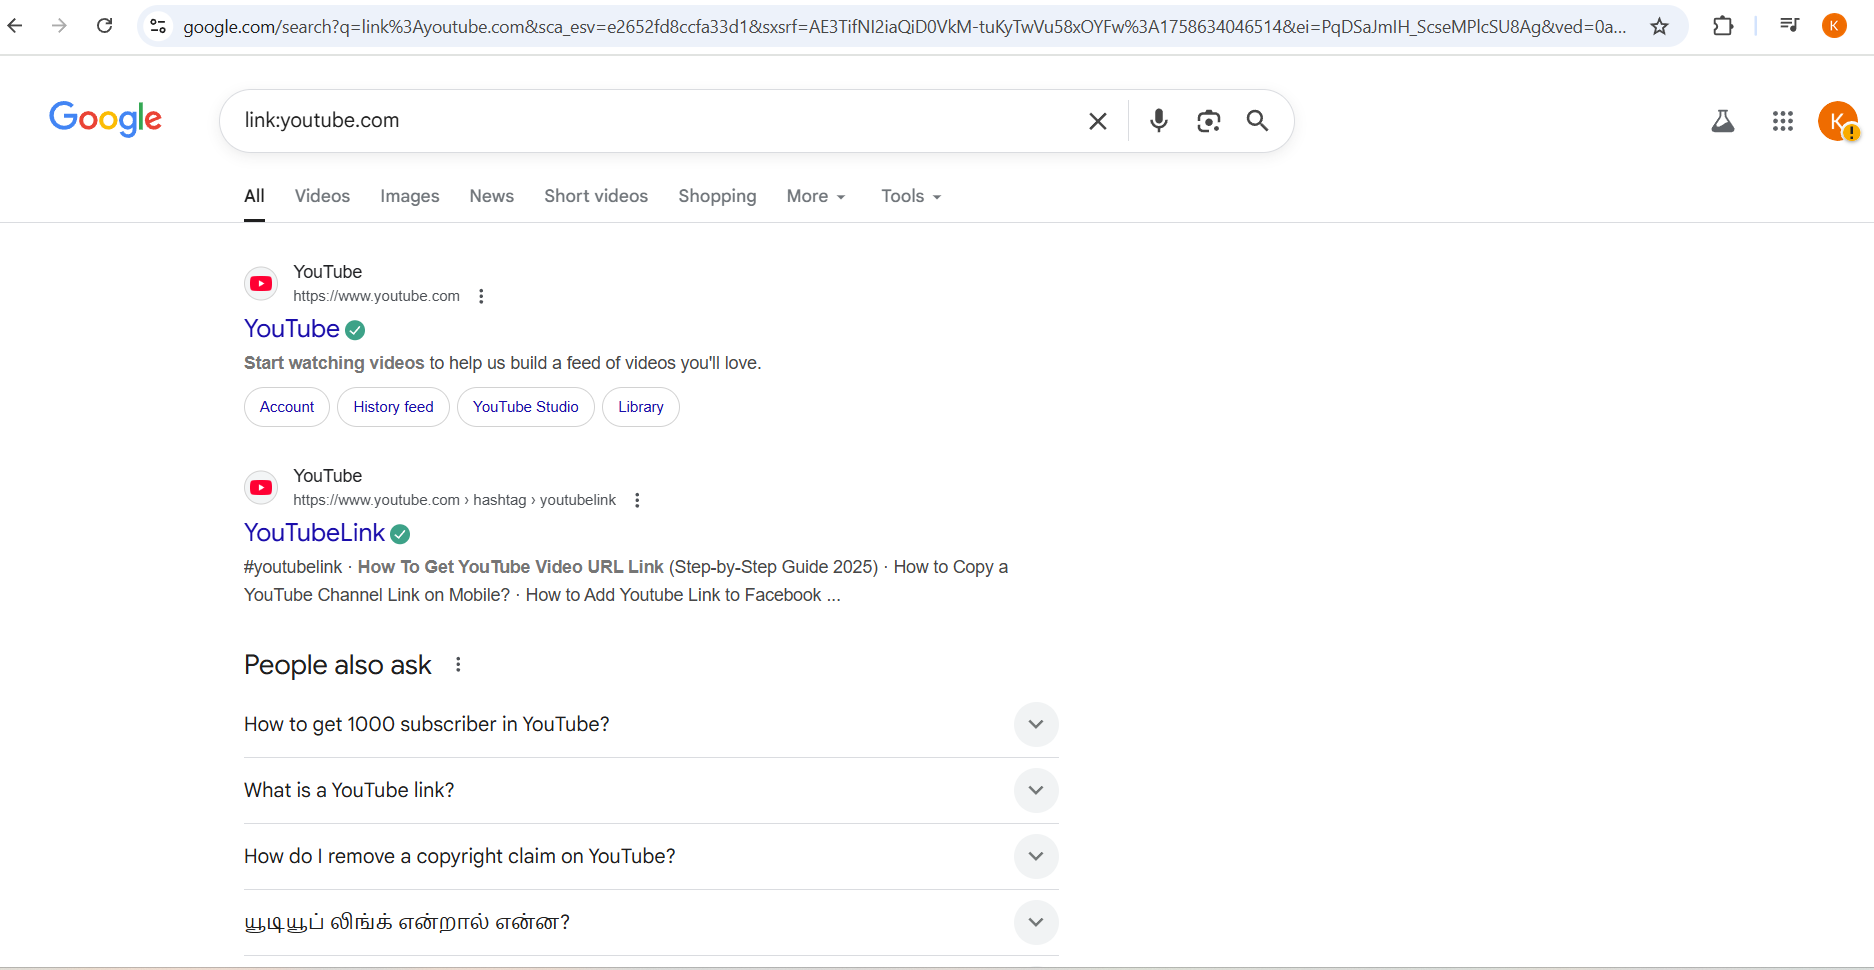 google.com/search?q=link%3Ayoutube.com&sca_esv=e2652fd8ccfa33d1&sxsrf=AE3TifNI2iaQiD0VkM-tuKyTwVu58xOYFw%3A1758634046514&ei=PqDSaJmIH_ScseMPlcSU8Ag&ved=0a...
K
Google
link:youtube.com
K
All Videos Images News Short videos Shopping More Tools
YouTube
https://www.youtube.com
YouTube
Start watching videos to help us build a feed of videos you'll love.
Account History feed YouTube Studio Library
YouTube
https://www.youtube.com › hashtag › youtubelink
YouTubeLink
#youtubelink · How To Get YouTube Video URL Link (Step-by-Step Guide 2025) · How to Copy a
YouTube Channel Link on Mobile? · How to Add Youtube Link to Facebook ...
People also ask
How to get 1000 subscriber in YouTube?
What is a YouTube link?
How do I remove a copyright claim on YouTube?
யூடியூப் லிங்க் என்றால் என்ன?